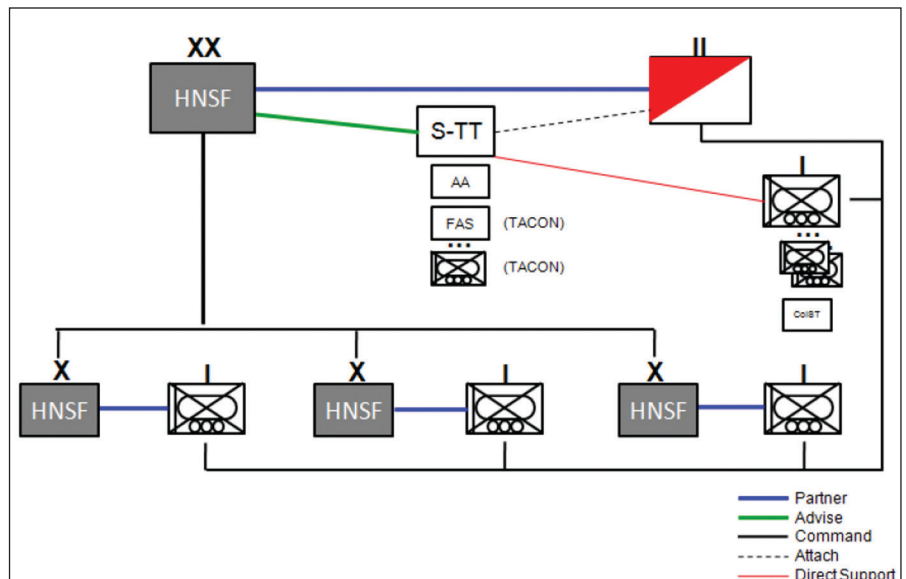 XX
II
HNSF
S-TT
I
AA
FAS
(TACON)
...
(TACON)
...
CoIST
X
I
X
I
X
I
HNSF
HNSF
HNSF
Partner
Advise
Command
Attach
Direct Support